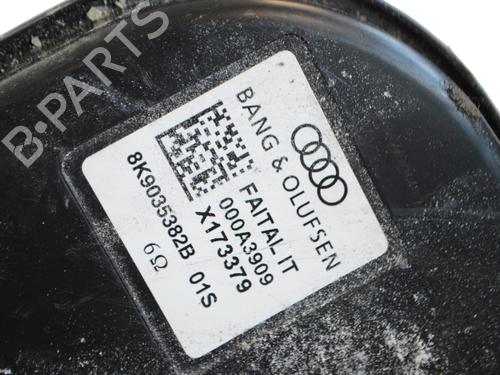 B-PARTS
BANG & OLUFSEN
FAITAL IT
000A3909
X173379
8K9035382B 01S
6Ω